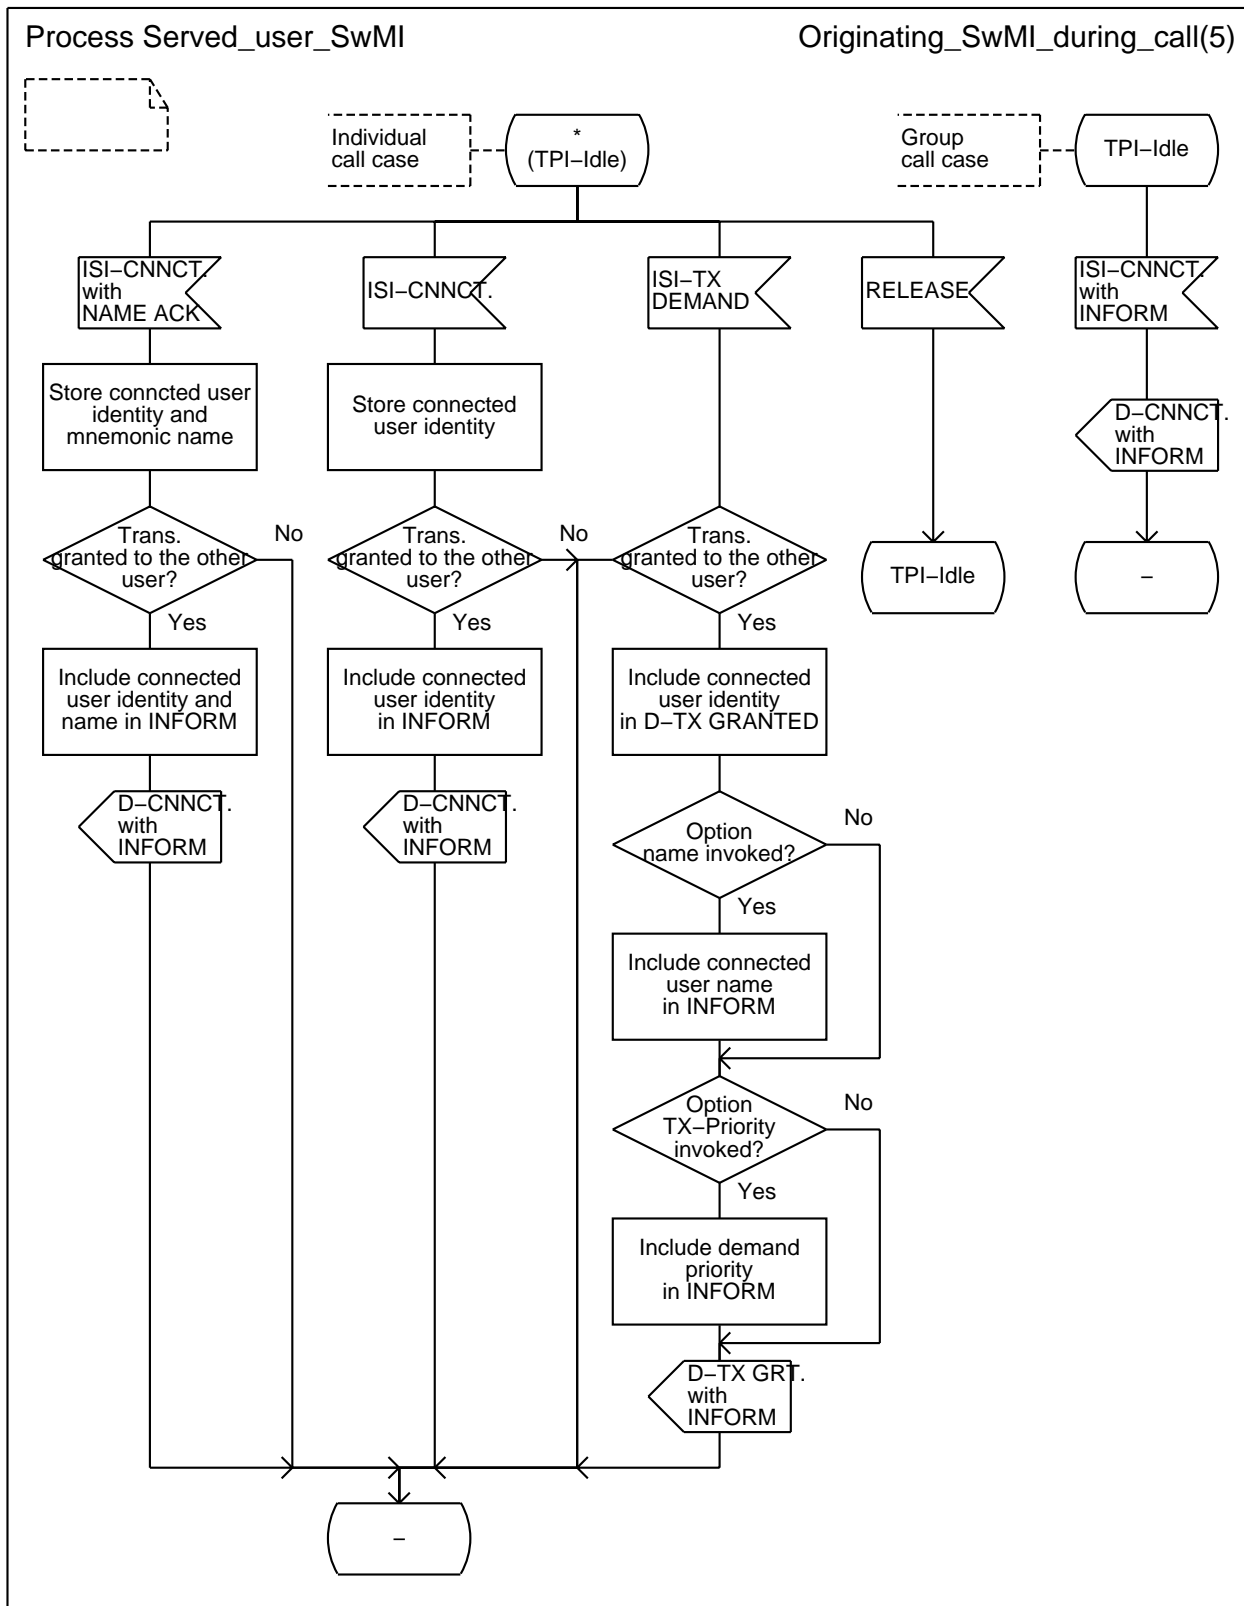 Process Served_user_SwMI
Originating_SwMI_during_call(5)
Individual
call case
*
(TPI−Idle)
Group
call case
TPI−Idle
ISI−CNNCT.
with
NAME ACK
ISI−CNNCT.
ISI−TX
DEMAND
RELEASE
ISI−CNNCT.
with
INFORM
Store conncted user
identity and
mnemonic name
Store connected
user identity
D−CNNCT.
with
INFORM
Trans.
granted to the other
user?
No
Trans.
granted to the other
user?
No
Trans.
granted to the other
user?
TPI−Idle
−
Yes
Yes
Yes
Include connected
user identity and
name in INFORM
Include connected
user identity
in INFORM
Include connected
user identity
in D−TX GRANTED
D−CNNCT.
with
INFORM
D−CNNCT.
with
INFORM
Option
name invoked?
No
Yes
Include connected
user name
in INFORM
Option
TX−Priority
invoked?
No
Yes
Include demand
priority
in INFORM
D−TX GRT.
with
INFORM
−